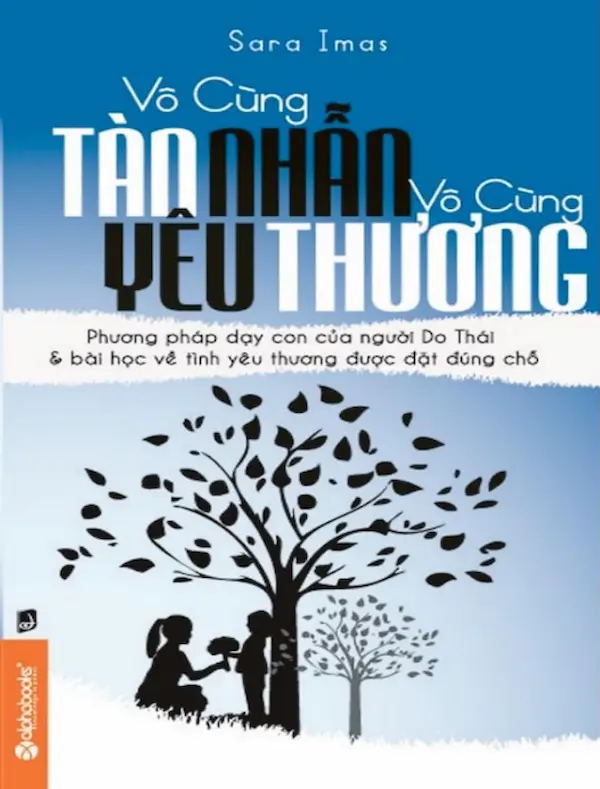 Sara Imas
Vô Cùng
TÀN NHẪN
Vô Cùng
YÊU THƯƠNG
Phương pháp dạy con của người Do Thái
& bài học về tình yêu thương được đặt đúng chỗ
alphabooks